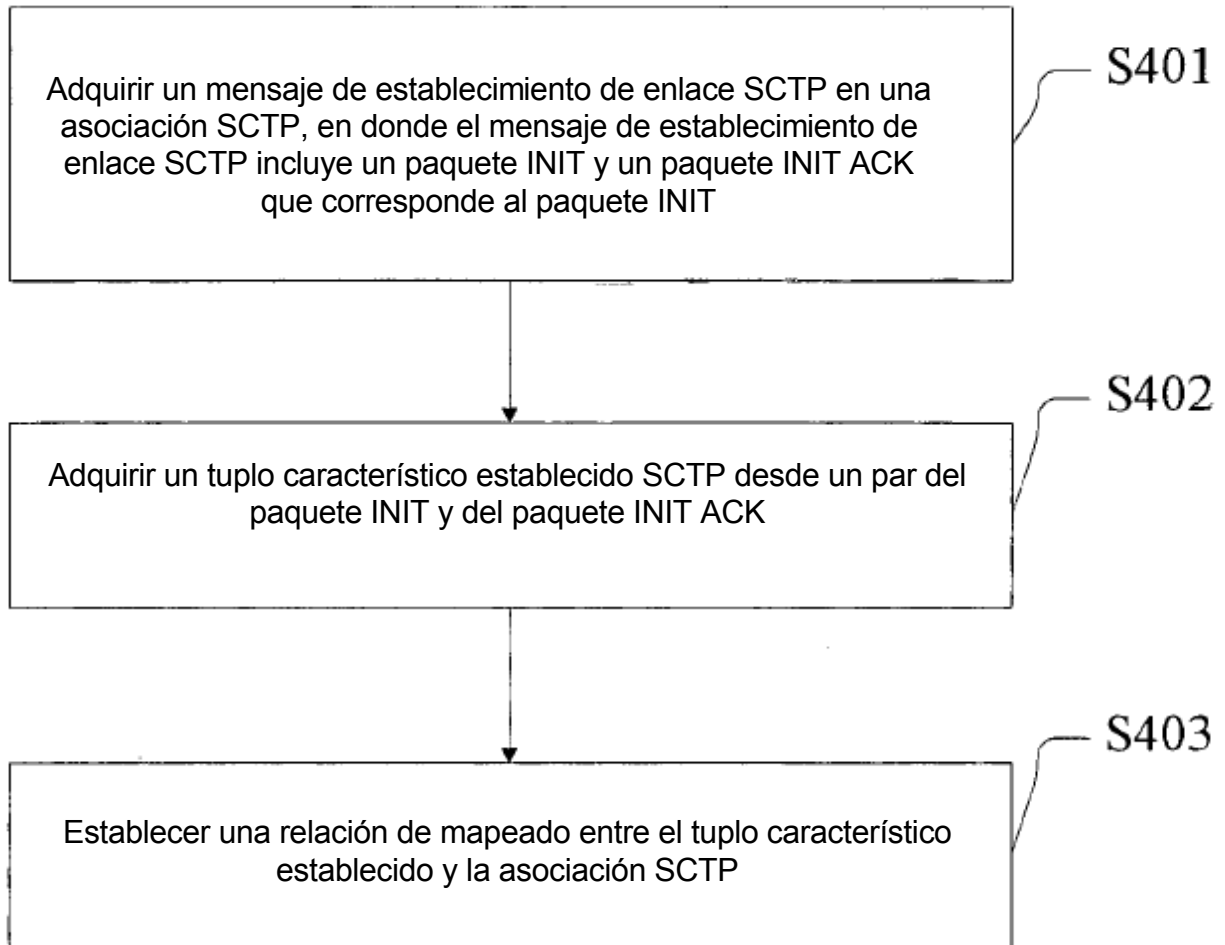 Adquirir un mensaje de establecimiento de enlace SCTP en una
asociación SCTP, en donde el mensaje de establecimiento de
enlace SCTP incluye un paquete INIT y un paquete INIT ACK
que corresponde al paquete INIT
S401
Adquirir un tuplo característico establecido SCTP desde un par del
paquete INIT y del paquete INIT ACK
S402
Establecer una relación de mapeado entre el tuplo característico
establecido y la asociación SCTP
S403